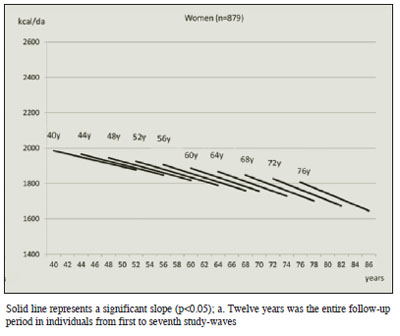 kcal/da
Women (n=879)
2600
2400
2200
2000
40y 44y 48y 52y 56y
60y 64y 68y 72y 76y
1800
1600
1400
40 42 44 46 48 50 52 54 56 58 60 62 64 66 68 70 72 74 76 78 80 82 84 86
years
Solid line represents a significant slope (p<0.05); a. Twelve years was the entire follow-up
period in individuals from first to seventh study-waves